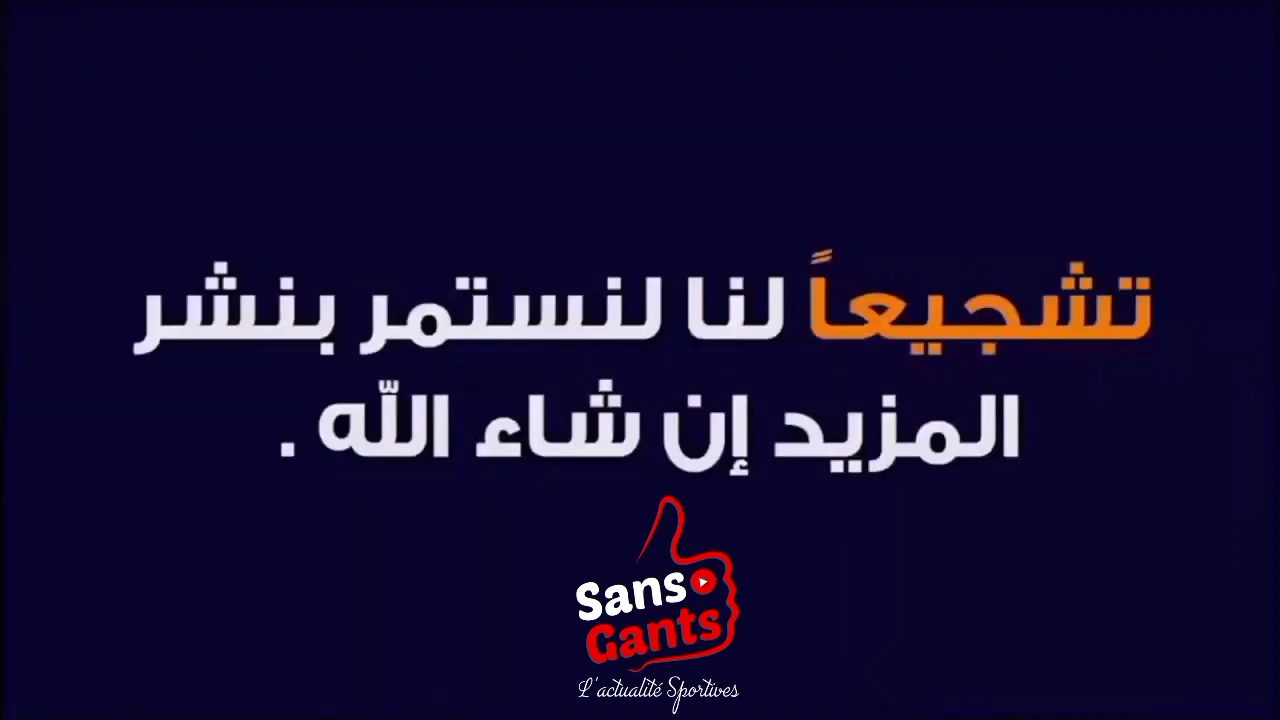 تشجيعاً لنا لنستمر بنشر
المزيد إن شاء الله .
Sans
Gants
L'actualité Sportives